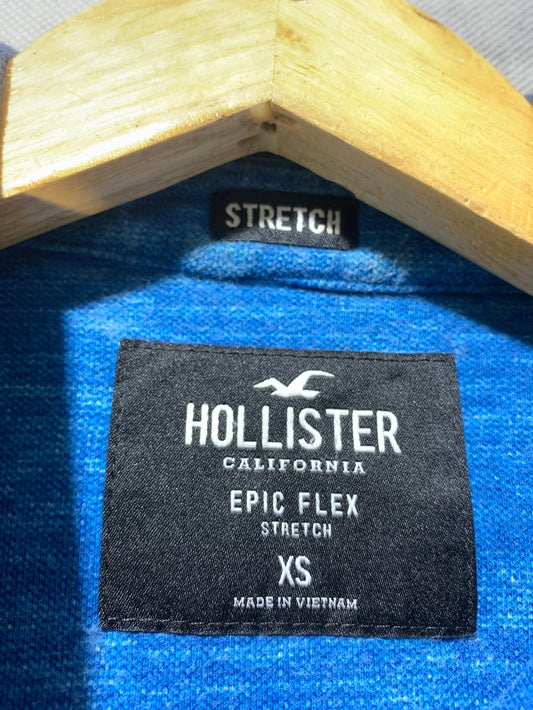 STRETCH
HOLLISTER
CALIFORNIA
EPIC FLEX
STRETCH
XS
MADE IN VIETNAM